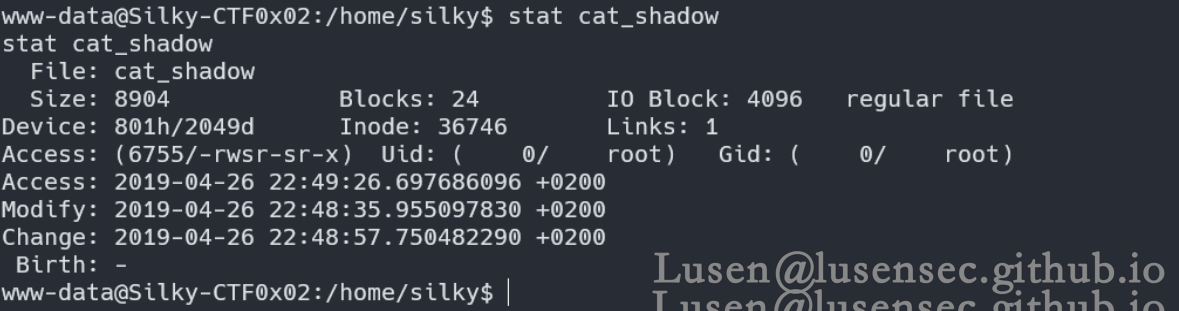 www-data@Silky-CTF0x02:/home/silky$ stat cat_shadow
stat cat_shadow
  File: cat_shadow
  Size: 8904            Blocks: 24         IO Block: 4096   regular file
Device: 801h/2049d      Inode: 36746       Links: 1
Access: (6755/-rwsr-sr-x)  Uid: (    0/    root)   Gid: (    0/    root)
Access: 2019-04-26 22:49:26.697686096 +0200
Modify: 2019-04-26 22:48:35.955097830 +0200
Change: 2019-04-26 22:48:57.750482290 +0200
 Birth: -
www-data@Silky-CTF0x02:/home/silky$
Lusen@lusensec.github.io
Lusen@lusensec.github.io